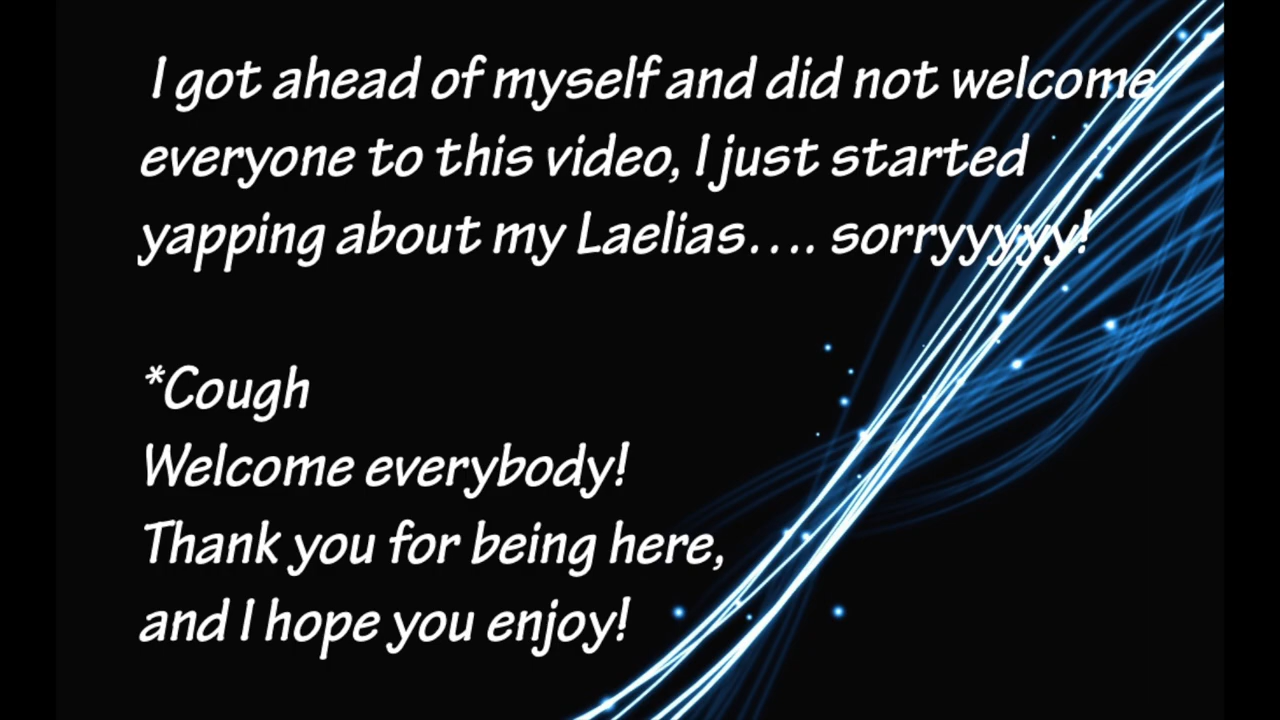 I got ahead of myself and did not welcome
everyone to this video, I just started
yapping about my Laelias.... sorryyyyy!
*Cough
Welcome everybody!
Thank you for being here,
and I hope you enjoy!